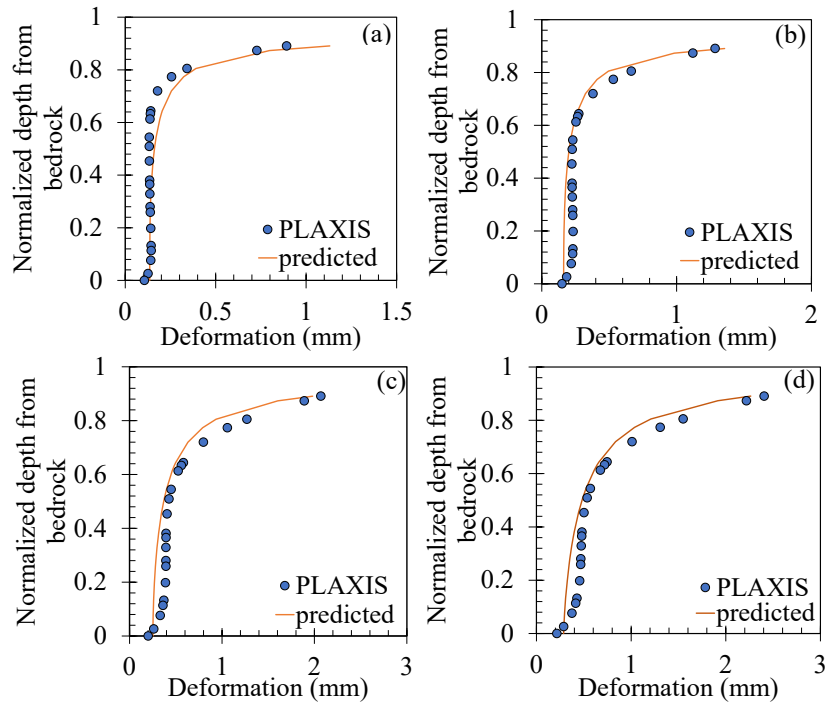 (a)
1
0.8
0.6
0.4
0.2
0
Normalized depth from
bedrock
PLAXIS
predicted
0 0.5 1 1.5
Deformation (mm)
(b)
1
0.8
0.6
0.4
0.2
0
Normalized depth from
bedrock
PLAXIS
predicted
0 1 2
Deformation (mm)
(c)
1
0.8
0.6
0.4
0.2
0
Normalized depth from
bedrock
PLAXIS
predicted
0 1 2 3
Deformation (mm)
(d)
1
0.8
0.6
0.4
0.2
0
Normalized depth from
bedrock
PLAXIS
predicted
0 1 2 3
Deformation (mm)